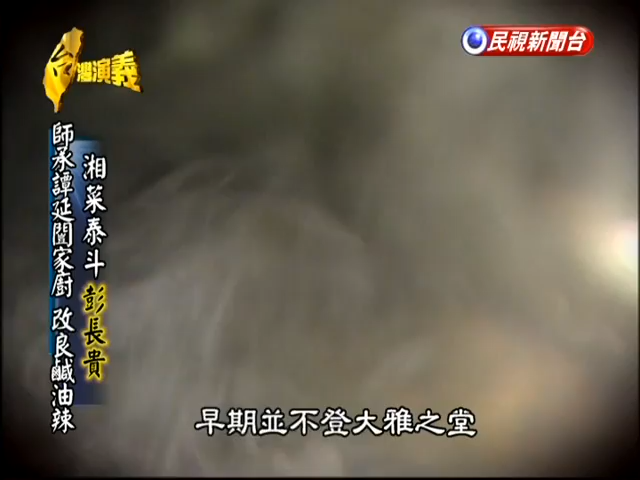 台灣演義
民視新聞台
湘菜泰斗 彭長貴
師承譚延闓家廚 改良鹹油辣
早期並不登大雅之堂